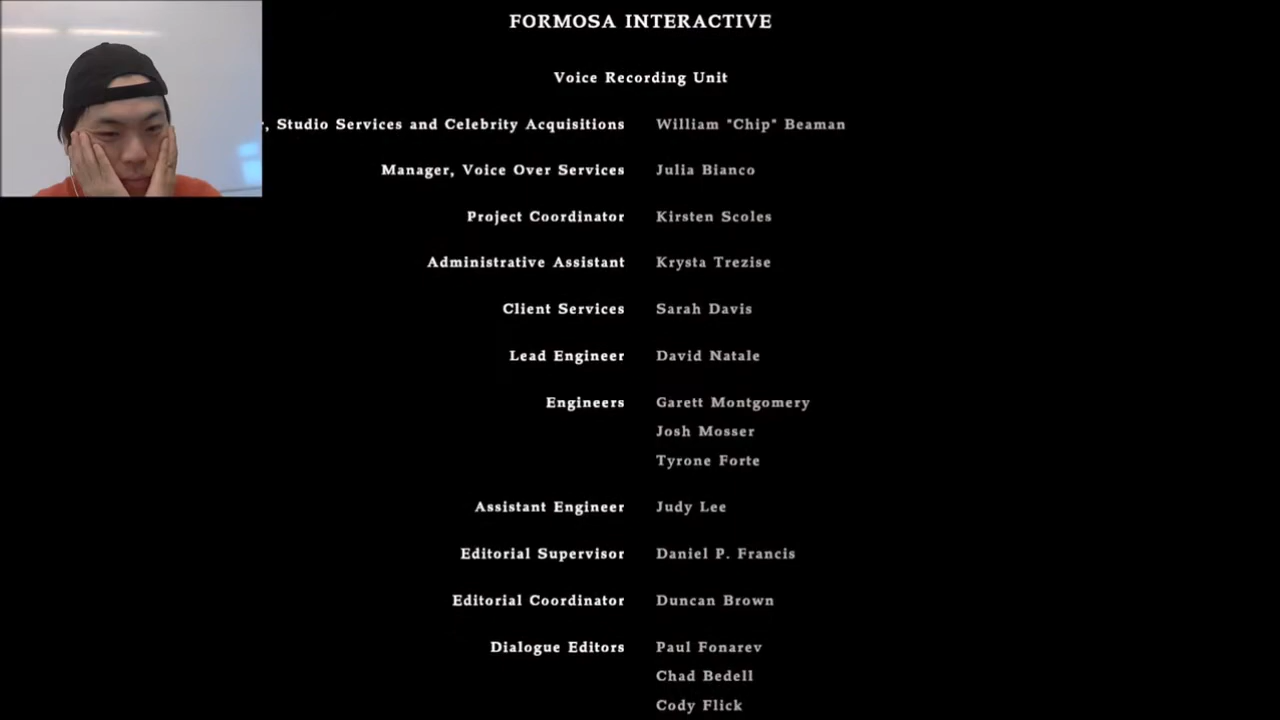 FORMOSA INTERACTIVE
Voice Recording Unit
, Studio Services and Celebrity Acquisitions William "Chip" Beaman
Manager, Voice Over Services Julia Bianco
Project Coordinator Kirsten Scoles
Administrative Assistant Krysta Trezise
Client Services Sarah Davis
Lead Engineer David Natale
Engineers Garett Montgomery
Josh Mosser
Tyrone Forte
Assistant Engineer Judy Lee
Editorial Supervisor Daniel P. Francis
Editorial Coordinator Duncan Brown
Dialogue Editors Paul Fonarev
Chad Bedell
Cody Flick